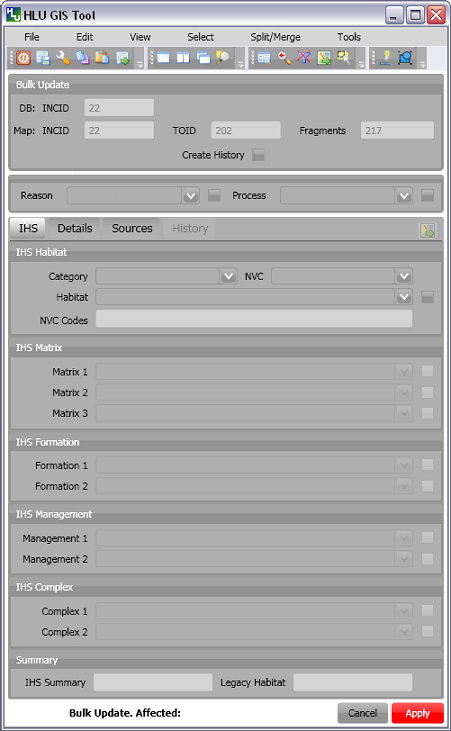 HLU GIS Tool
File Edit View Select Split/Merge Tools
Bulk Update
DB: INCID 22
Map: INCID 22 TOID 202 Fragments 217
Create History
Reason Process
IHS Details Sources History
IHS Habitat
Category NVC
Habitat
NVC Codes
IHS Matrix
Matrix 1
Matrix 2
Matrix 3
IHS Formation
Formation 1
Formation 2
IHS Management
Management 1
Management 2
IHS Complex
Complex 1
Complex 2
Summary
IHS Summary Legacy Habitat
Bulk Update. Affected: Cancel Apply